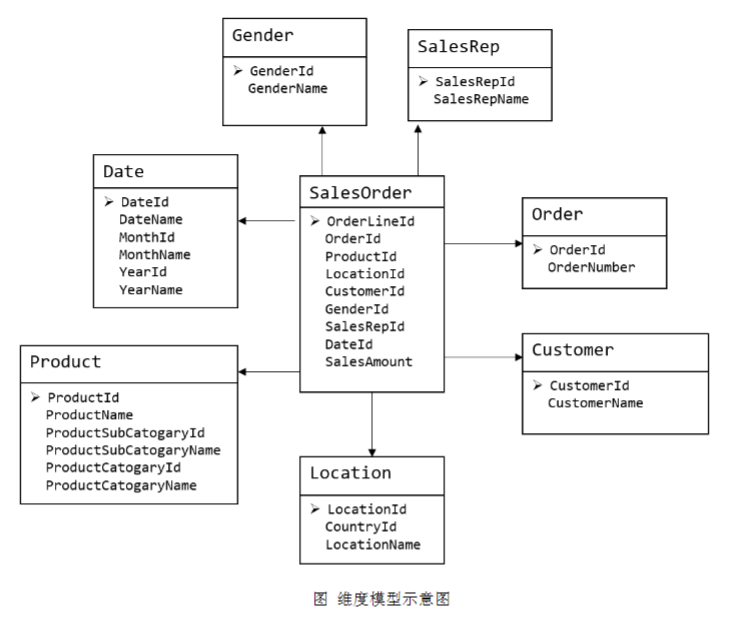 Gender
➢ GenderId
GenderName
SalesRep
➢ SalesRepId
SalesRepName
Date
➢ DateId
DateName
MonthId
MonthName
YearId
YearName
SalesOrder
➢ OrderLineId
OrderId
ProductId
LocationId
CustomerId
GenderId
SalesRepId
DateId
SalesAmount
Order
➢ OrderId
OrderNumber
Product
➢ ProductId
ProductName
ProductSubCatogaryId
ProductSubCatogaryName
ProductCatogaryId
ProductCatogaryName
Customer
➢ CustomerId
CustomerName
Location
➢ LocationId
CountryId
LocationName
图 维度模型示意图